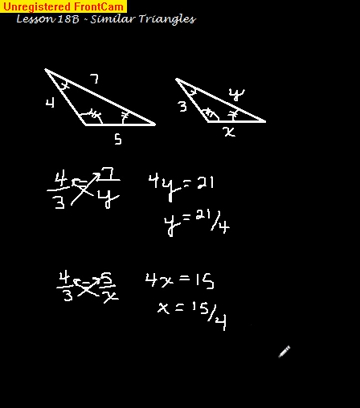 Unregistered FrontCam
Lesson 18B - Similar Triangles
7
4
5
y
3
x
4/3 = 7/y
4y = 21
y = 21/4
4/3 = 5/x
4x = 15
x = 15/4